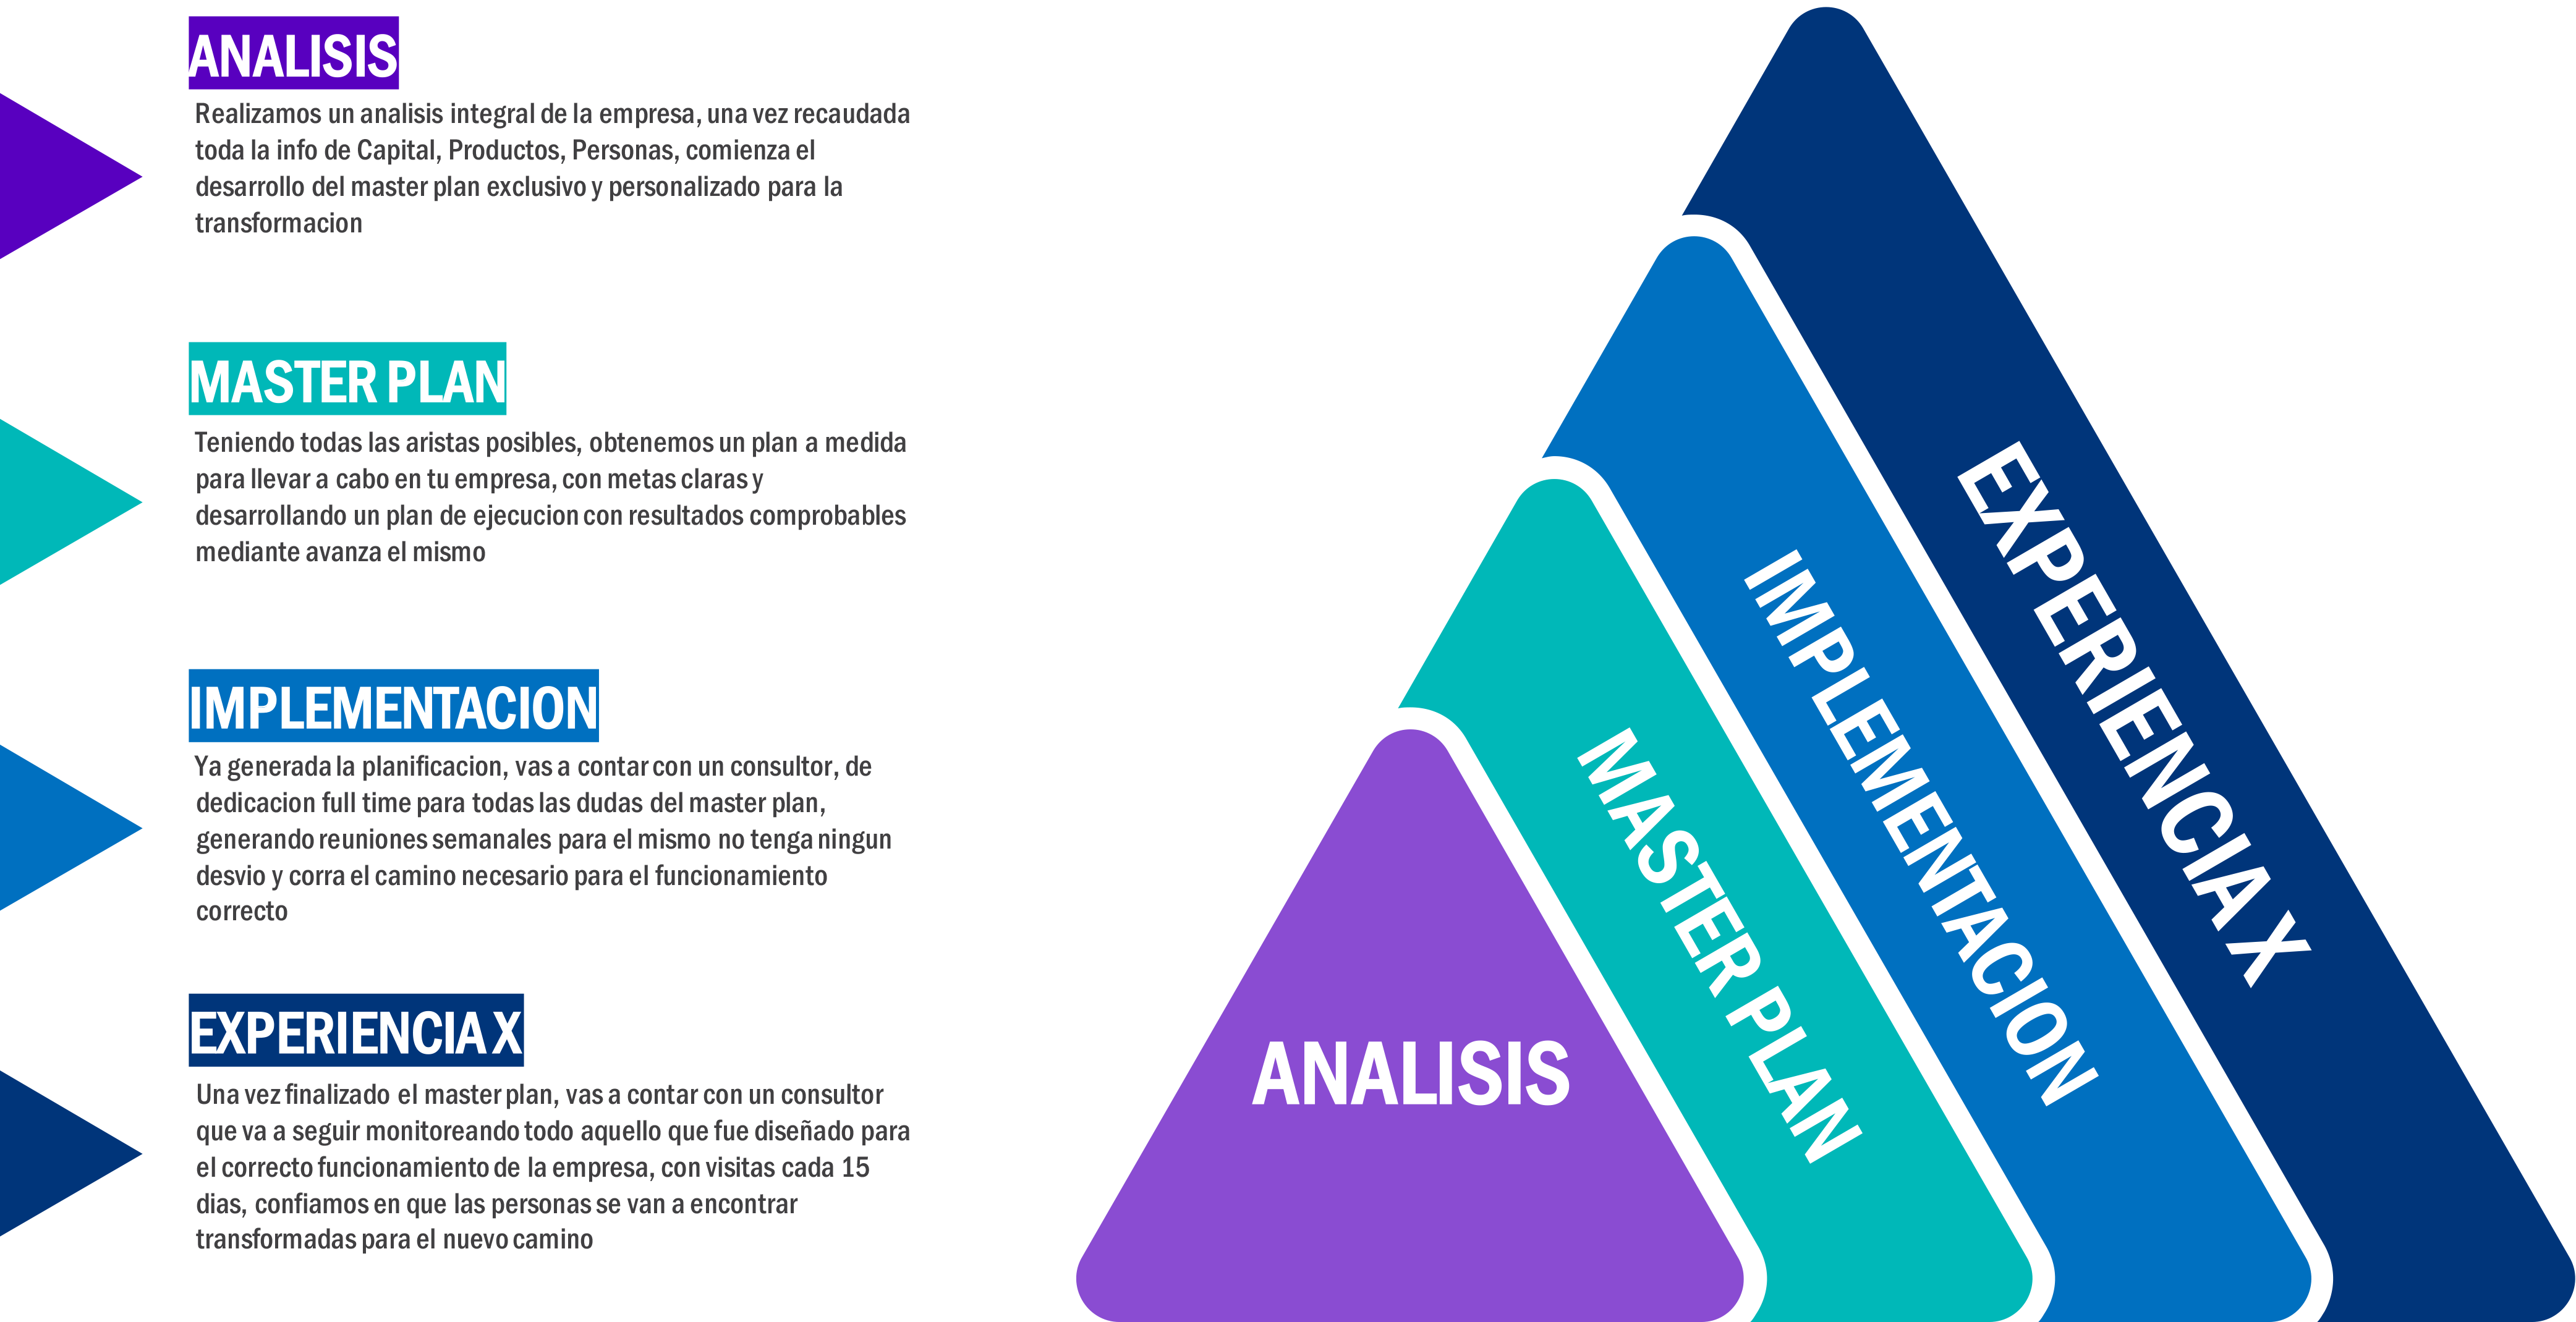 ANALISIS
Realizamos un analisis integral de la empresa, una vez recaudada
toda la info de Capital, Productos, Personas, comienza el
desarrollo del master plan exclusivo y personalizado para la
transformacion
MASTER PLAN
Teniendo todas las aristas posibles, obtenemos un plan a medida
para llevar a cabo en tu empresa, con metas claras y
desarrollando un plan de ejecucion con resultados comprobables
mediante avanza el mismo
IMPLEMENTACION
Ya generada la planificacion, vas a contar con un consultor, de
dedicacion full time para todas las dudas del master plan,
generando reuniones semanales para el mismo no tenga ningun
desvio y corra el camino necesario para el funcionamiento
correcto
EXPERIENCIA X
Una vez finalizado el master plan, vas a contar con un consultor
que va a seguir monitoreando todo aquello que fue diseñado para
el correcto funcionamiento de la empresa, con visitas cada 15
dias, confiamos en que las personas se van a encontrar
transformadas para el nuevo camino
ANALISIS
MASTER PLAN
IMPLEMENTACION
EXPERIENCIA X